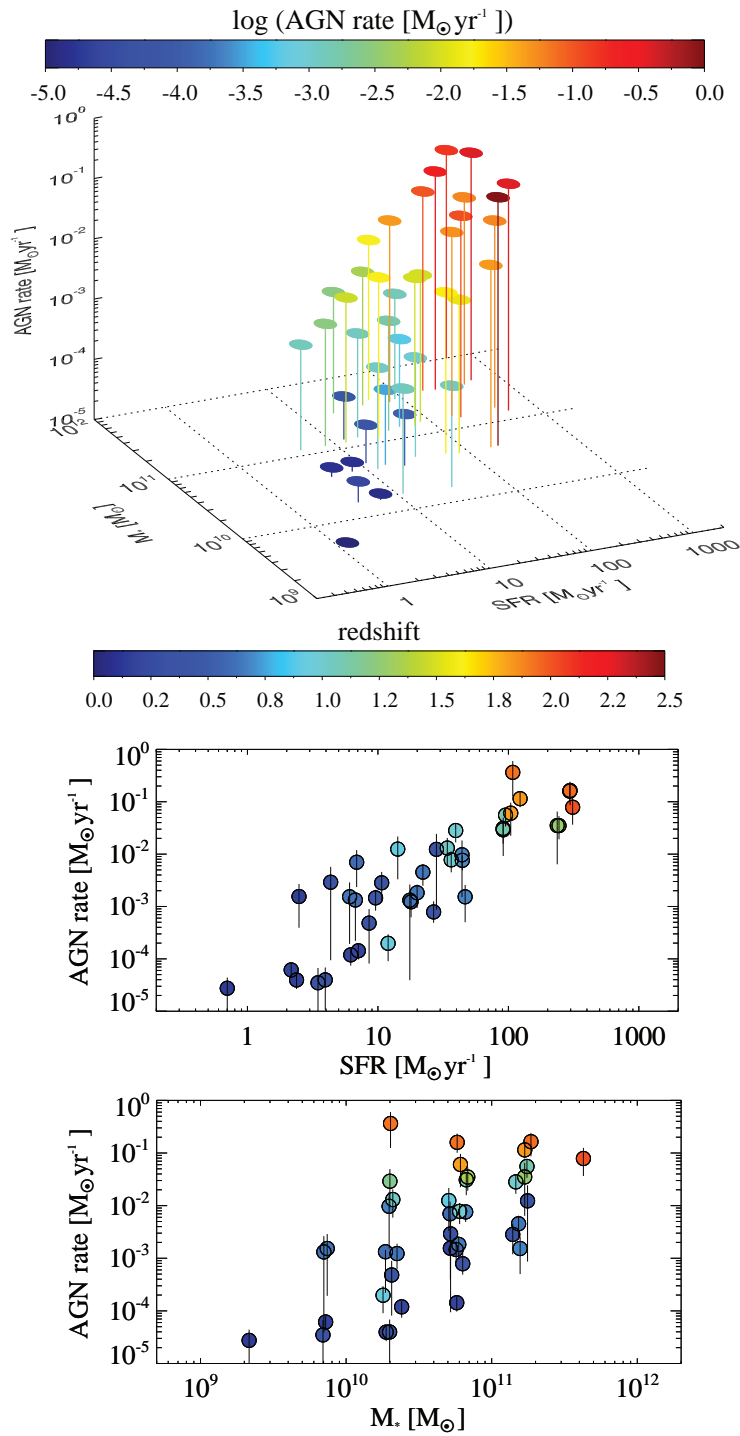 log (AGN rate [M⊙yr⁻¹])
-5.0 -4.5 -4.0 -3.5 -3.0 -2.5 -2.0 -1.5 -1.0 -0.5 0.0
AGN rate [M⊙yr⁻¹]
10⁰
10⁻¹
10⁻²
10⁻³
10⁻⁴
10⁻⁵
10¹²
10¹¹
10¹⁰
10⁹
M* [M⊙]
1 10 100 1000
SFR [M⊙yr⁻¹]
redshift
0.0 0.2 0.5 0.8 1.0 1.2 1.5 1.8 2.0 2.2 2.5
AGN rate [M⊙yr⁻¹]
10⁰
10⁻¹
10⁻²
10⁻³
10⁻⁴
10⁻⁵
1 10 100 1000
SFR [M⊙yr⁻¹]
AGN rate [M⊙yr⁻¹]
10⁰
10⁻¹
10⁻²
10⁻³
10⁻⁴
10⁻⁵
10⁹ 10¹⁰ 10¹¹ 10¹²
M* [M⊙]